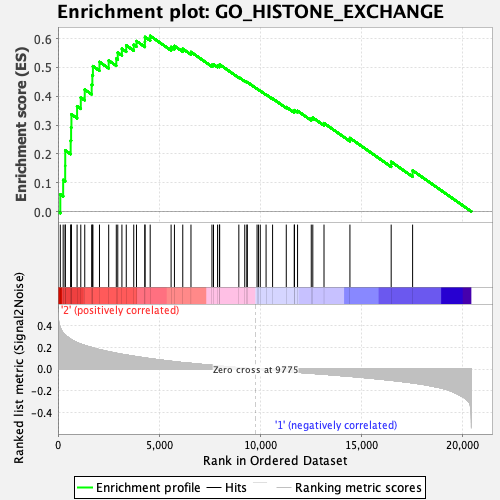 Enrichment plot: GO_HISTONE_EXCHANGE
Enrichment score (ES)
0.6
0.5
0.4
0.3
0.2
0.1
0.0
'2' (positively correlated)
Ranked list metric (Signal2Noise)
0.4
0.2
0.0
-0.2
-0.4
Zero cross at 9775
'1' (negatively correlated)
0
5,000
10,000
15,000
20,000
Rank in Ordered Dataset
Enrichment profile
Hits
Ranking metric scores